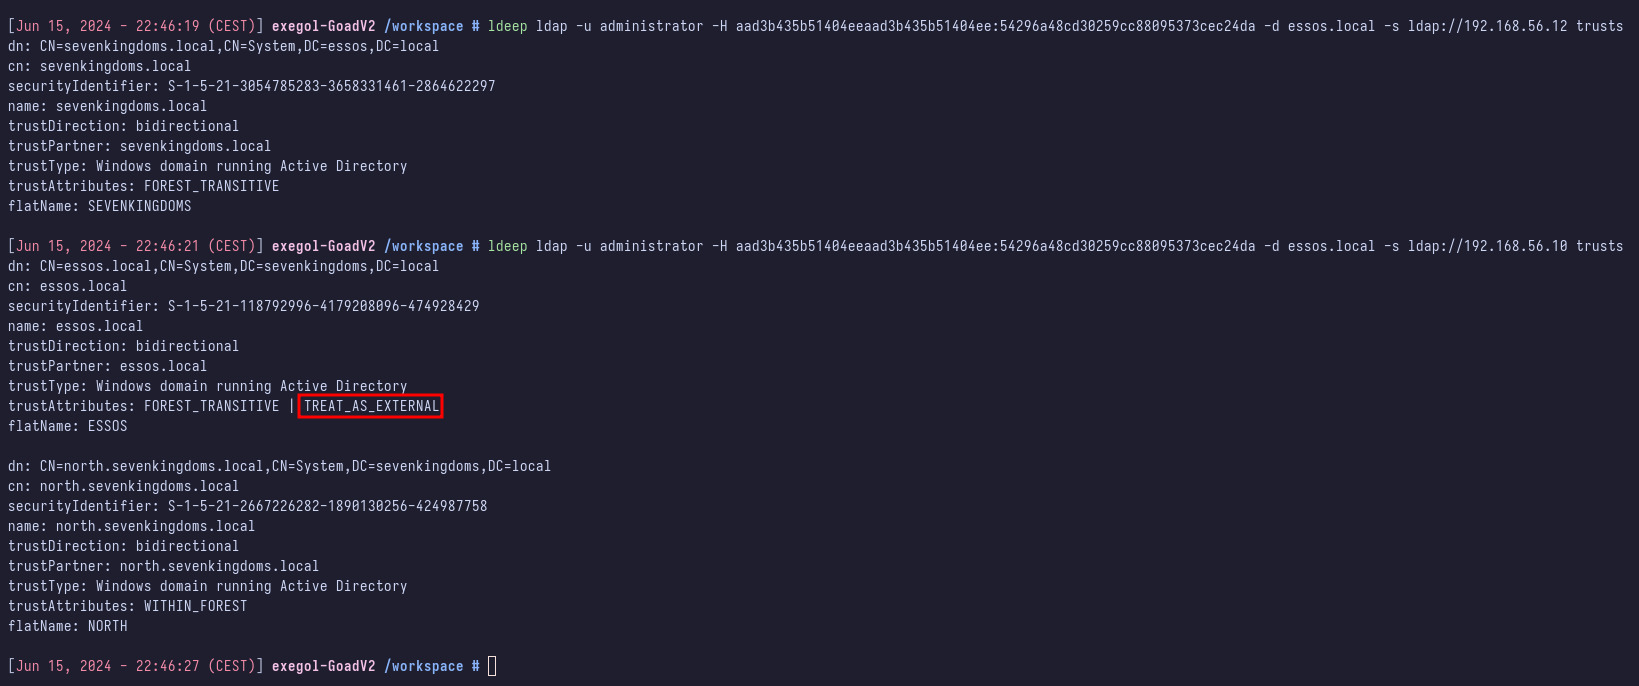 [Jun 15, 2024 - 22:46:19 (CEST)] exegol-GoadV2 /workspace # ldeep ldap -u administrator -H aad3b435b51404eeaad3b435b51404ee:54296a48cd30259cc88095373cec24da -d essos.local -s ldap://192.168.56.12 trusts
dn: CN=sevenkingdoms.local,CN=System,DC=essos,DC=local
cn: sevenkingdoms.local
securityIdentifier: S-1-5-21-3054785283-3658331461-2864622297
name: sevenkingdoms.local
trustDirection: bidirectional
trustPartner: sevenkingdoms.local
trustType: Windows domain running Active Directory
trustAttributes: FOREST_TRANSITIVE
flatName: SEVENKINGDOMS
[Jun 15, 2024 - 22:46:21 (CEST)] exegol-GoadV2 /workspace # ldeep ldap -u administrator -H aad3b435b51404eeaad3b435b51404ee:54296a48cd30259cc88095373cec24da -d essos.local -s ldap://192.168.56.10 trusts
dn: CN=essos.local,CN=System,DC=sevenkingdoms,DC=local
cn: essos.local
securityIdentifier: S-1-5-21-118792996-4179208096-474928429
name: essos.local
trustDirection: bidirectional
trustPartner: essos.local
trustType: Windows domain running Active Directory
trustAttributes: FOREST_TRANSITIVE | TREAT_AS_EXTERNAL
flatName: ESSOS
dn: CN=north.sevenkingdoms.local,CN=System,DC=sevenkingdoms,DC=local
cn: north.sevenkingdoms.local
securityIdentifier: S-1-5-21-2667226282-1890130256-424987758
name: north.sevenkingdoms.local
trustDirection: bidirectional
trustPartner: north.sevenkingdoms.local
trustType: Windows domain running Active Directory
trustAttributes: WITHIN_FOREST
flatName: NORTH
[Jun 15, 2024 - 22:46:27 (CEST)] exegol-GoadV2 /workspace #